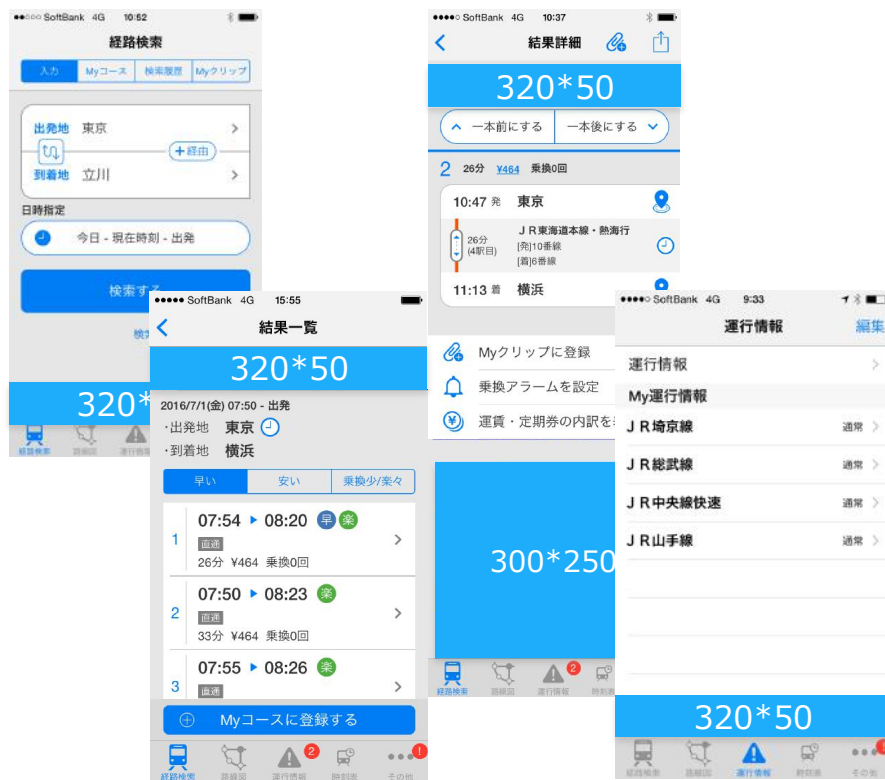 SoftBank 4G 10:52
経路検索
入力 Myコース 検索履歴 Myクリップ
出発地 東京
+経由
到着地 立川
日時指定
今日 - 現在時刻 - 出発
検索す
検
320*
経路検索 路線図 運行情報
SoftBank 4G 15:55
結果一覧
320*50
2016/7/1(金) 07:50 - 出発
・出発地 東京
・到着地 横浜
早い 安い 乗換少/楽々
07:54 ▶ 08:20 早 楽
1 直通
26分 ¥464 乗換0回
07:50 ▶ 08:23 楽
2 直通
33分 ¥464 乗換0回
07:55 ▶ 08:26 楽
3 直通
Myコースに登録する
2 !
経路検索 路線図 運行情報 時刻表 その他
SoftBank 4G 10:37
結果詳細
320*50
一本前にする 一本後にする
2 26分 ¥464 乗換0回
10:47 発 東京
26分 (4駅目)
JR東海道本線・熱海行
[発]10番線
[着]6番線
11:13 着 横浜
Myクリップに登録
乗換アラームを設定
¥ 運賃・定期券の内訳を
300*250
2
経路検索 路線図 運行情報 時刻表
SoftBank 4G 9:33
運行情報 編集
運行情報
My運行情報
JR埼京線 通常
JR総武線 通常
JR中央線快速 通常
JR山手線 通常
320*50
経路検索 路線図 運行情報 時刻表 その他